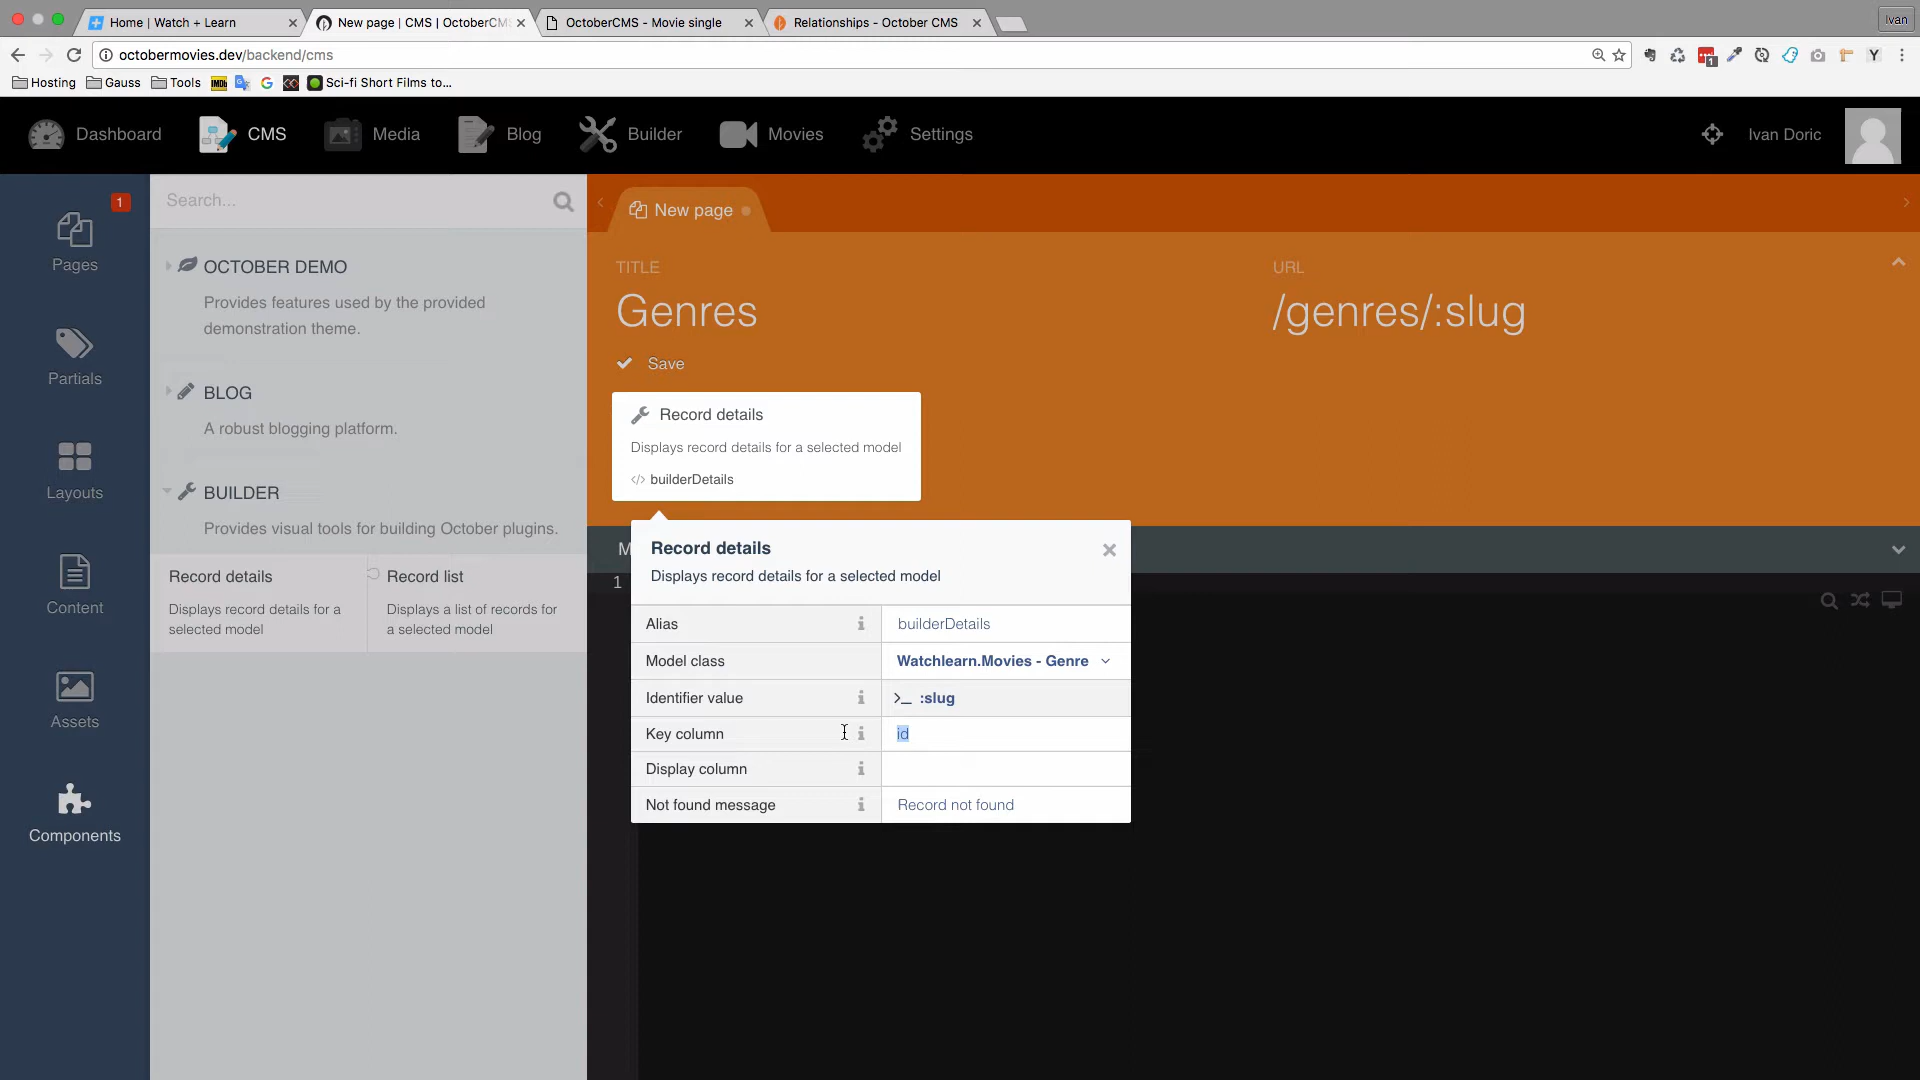 Home | Watch + Learn
New page | CMS | OctoberCM
OctoberCMS - Movie single
Relationships - October CMS
Ivan
octobermovies.dev/backend/cms
Hosting
Gauss
Tools
IMDb
Sci-fi Short Films to...
1
Y
Dashboard
CMS
Media
Blog
Builder
Movies
Settings
Ivan Doric
1
Pages
Partials
Layouts
Content
Assets
Components
Search...
OCTOBER DEMO
Provides features used by the provided
demonstration theme.
BLOG
A robust blogging platform.
BUILDER
Provides visual tools for building October plugins.
Record details
Displays record details for a
selected model
Record list
Displays a list of records for
a selected model
New page
TITLE
Genres
URL
/genres/:slug
Save
Record details
Displays record details for a selected model
</> builderDetails
M
1
Record details
Displays record details for a selected model
Alias
builderDetails
Model class
Watchlearn.Movies - Genre
Identifier value
>_ :slug
Key column
id
Display column
Not found message
Record not found